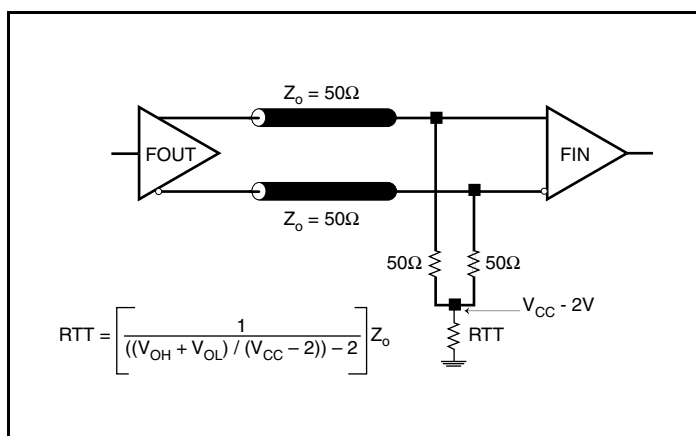 Zo = 50Ω
FOUT
FIN
Zo = 50Ω
50Ω
50Ω
VCC - 2V
RTT
RTT = [ 1 / ((VOH + VOL) / (VCC – 2)) – 2 ] Zo